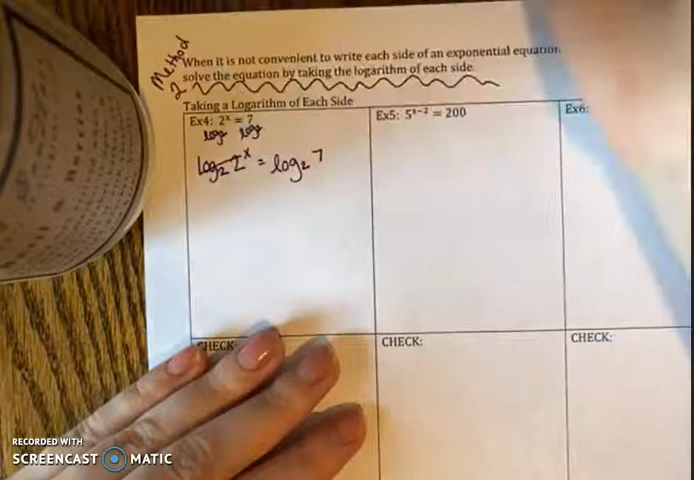 Method
2
When it is not convenient to write each side of an exponential equation
solve the equation by taking the logarithm of each side.
Taking a Logarithm of Each Side
Ex4: 2ˣ = 7
log₂ log₂
log₂ 2ˣ = log₂ 7
Ex5: 5ˣ⁻² = 200
Ex6:
CHECK:
CHECK:
CHECK:
RECORDED WITH
SCREENCAST MATIC